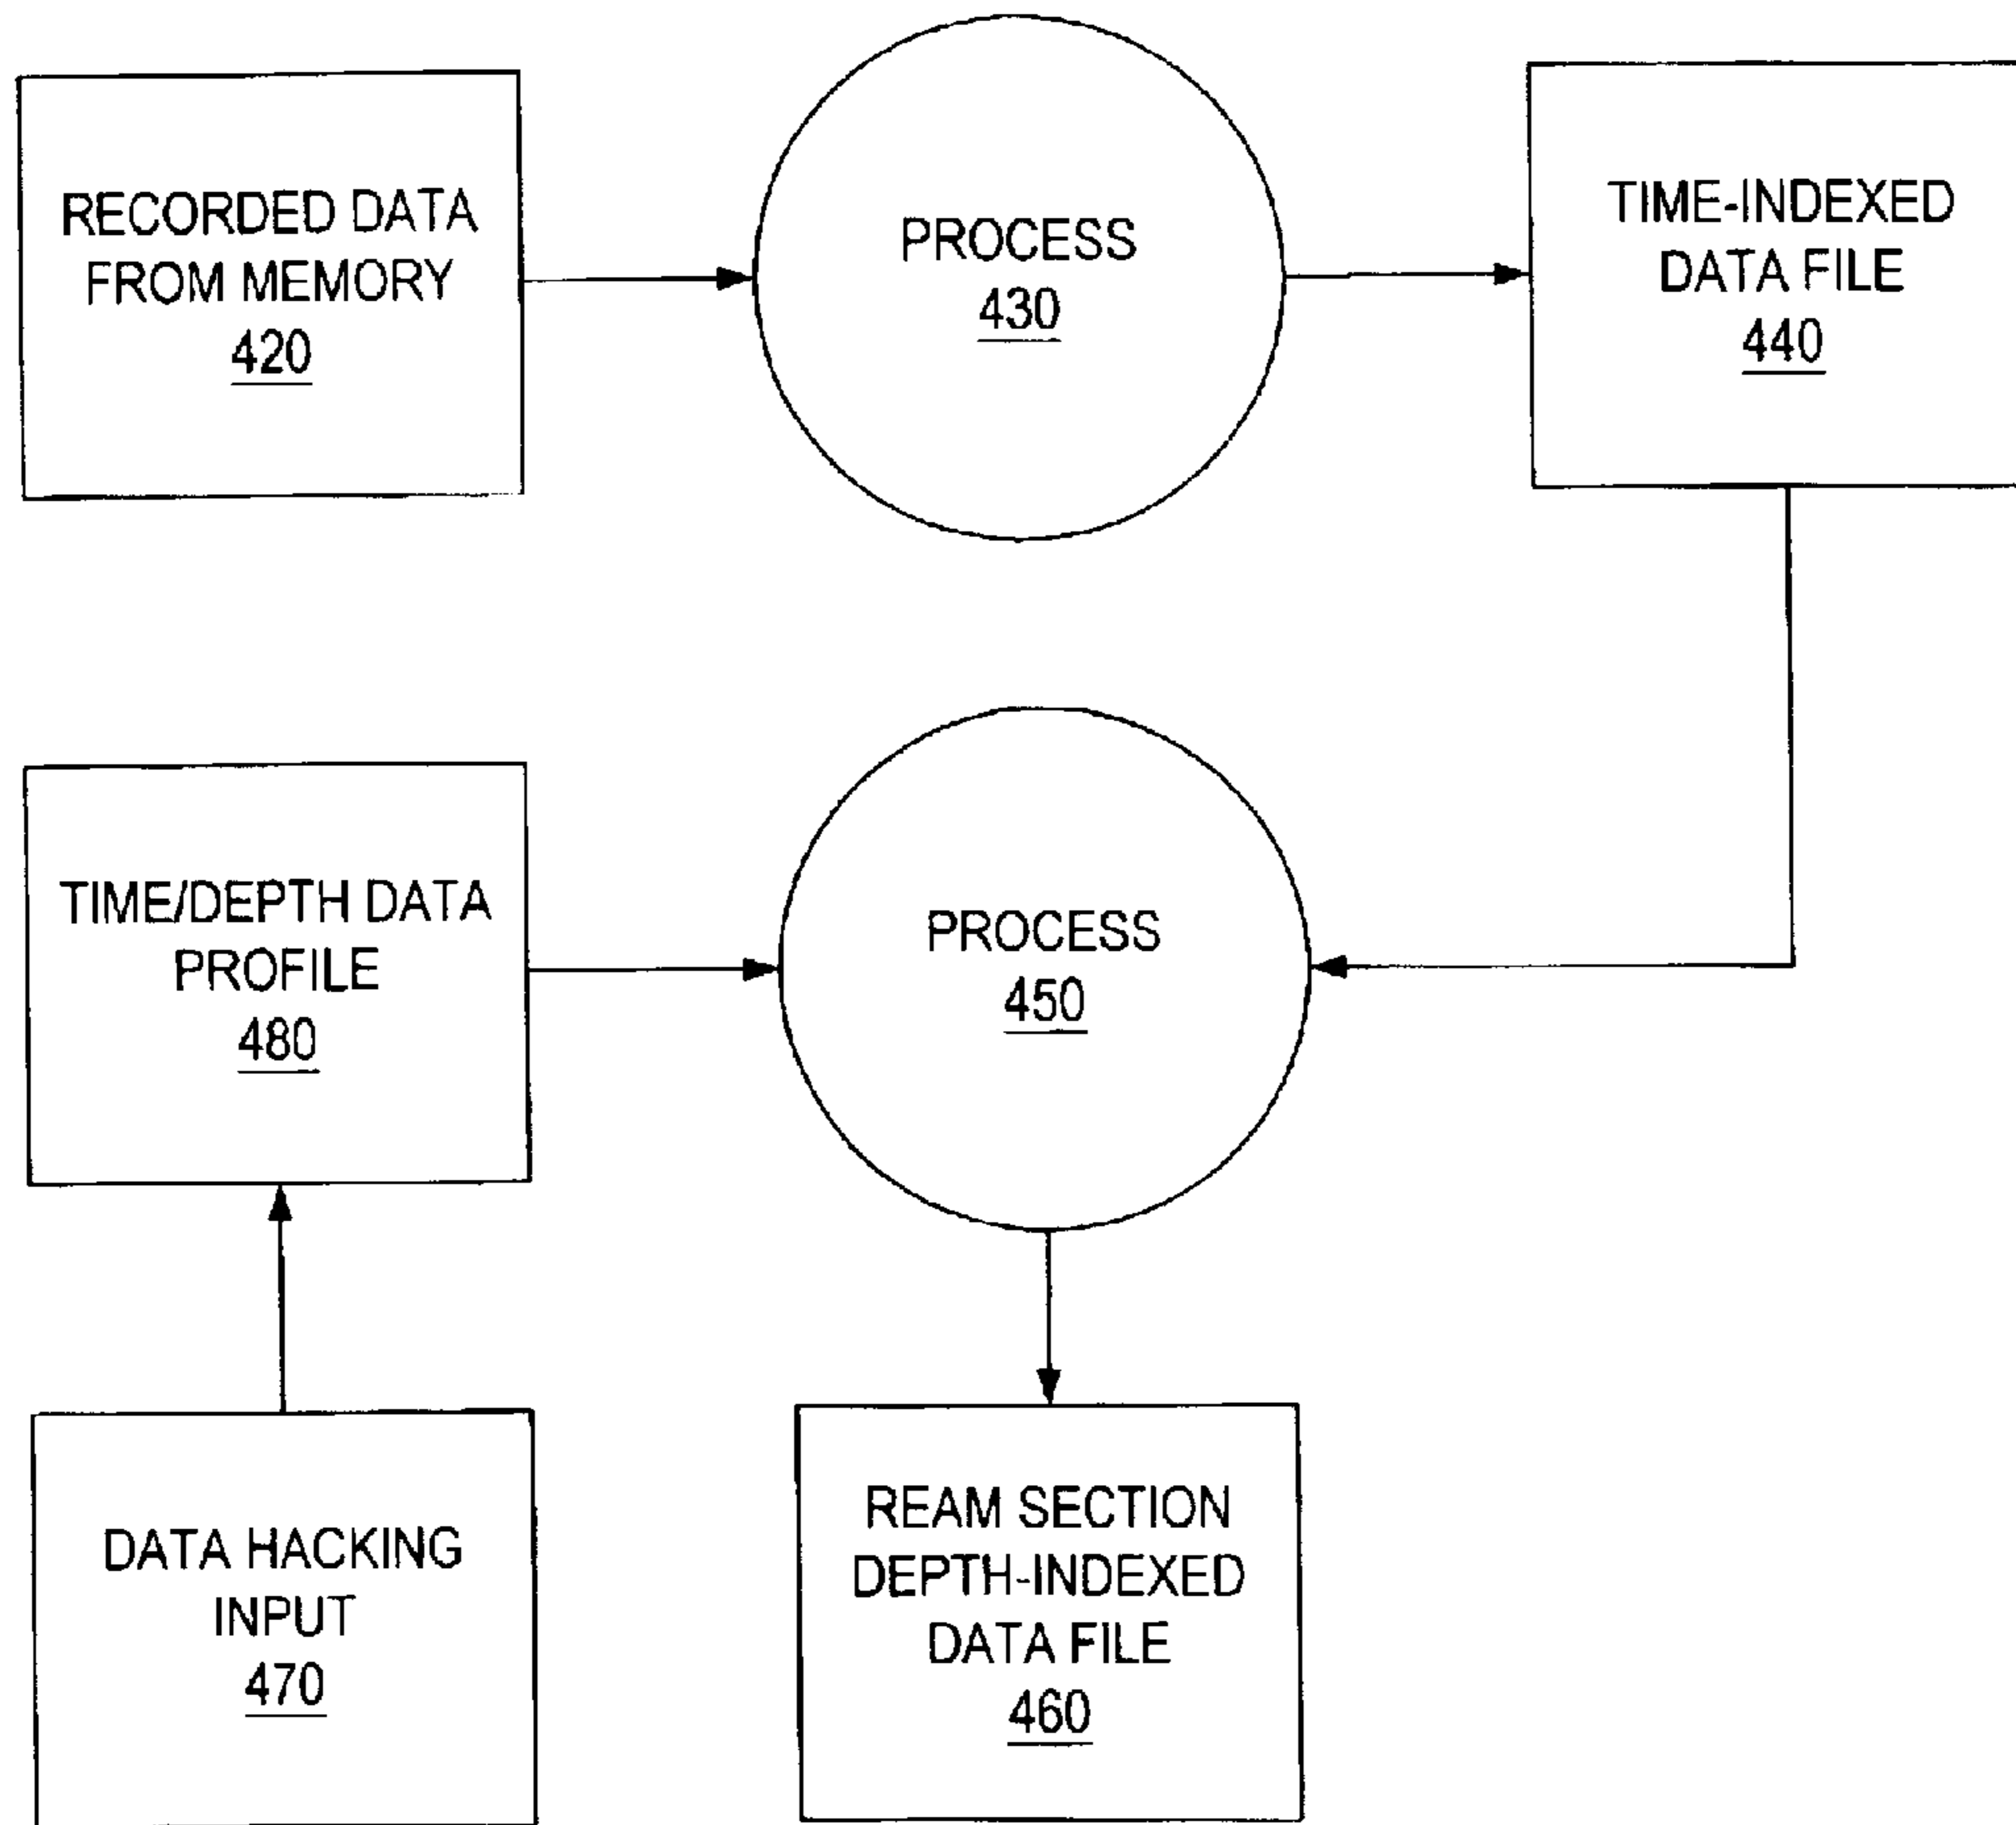 RECORDED DATA
FROM MEMORY
420
PROCESS
430
TIME-INDEXED
DATA FILE
440
TIME/DEPTH DATA
PROFILE
480
PROCESS
450
DATA HACKING
INPUT
470
REAM SECTION
DEPTH-INDEXED
DATA FILE
460